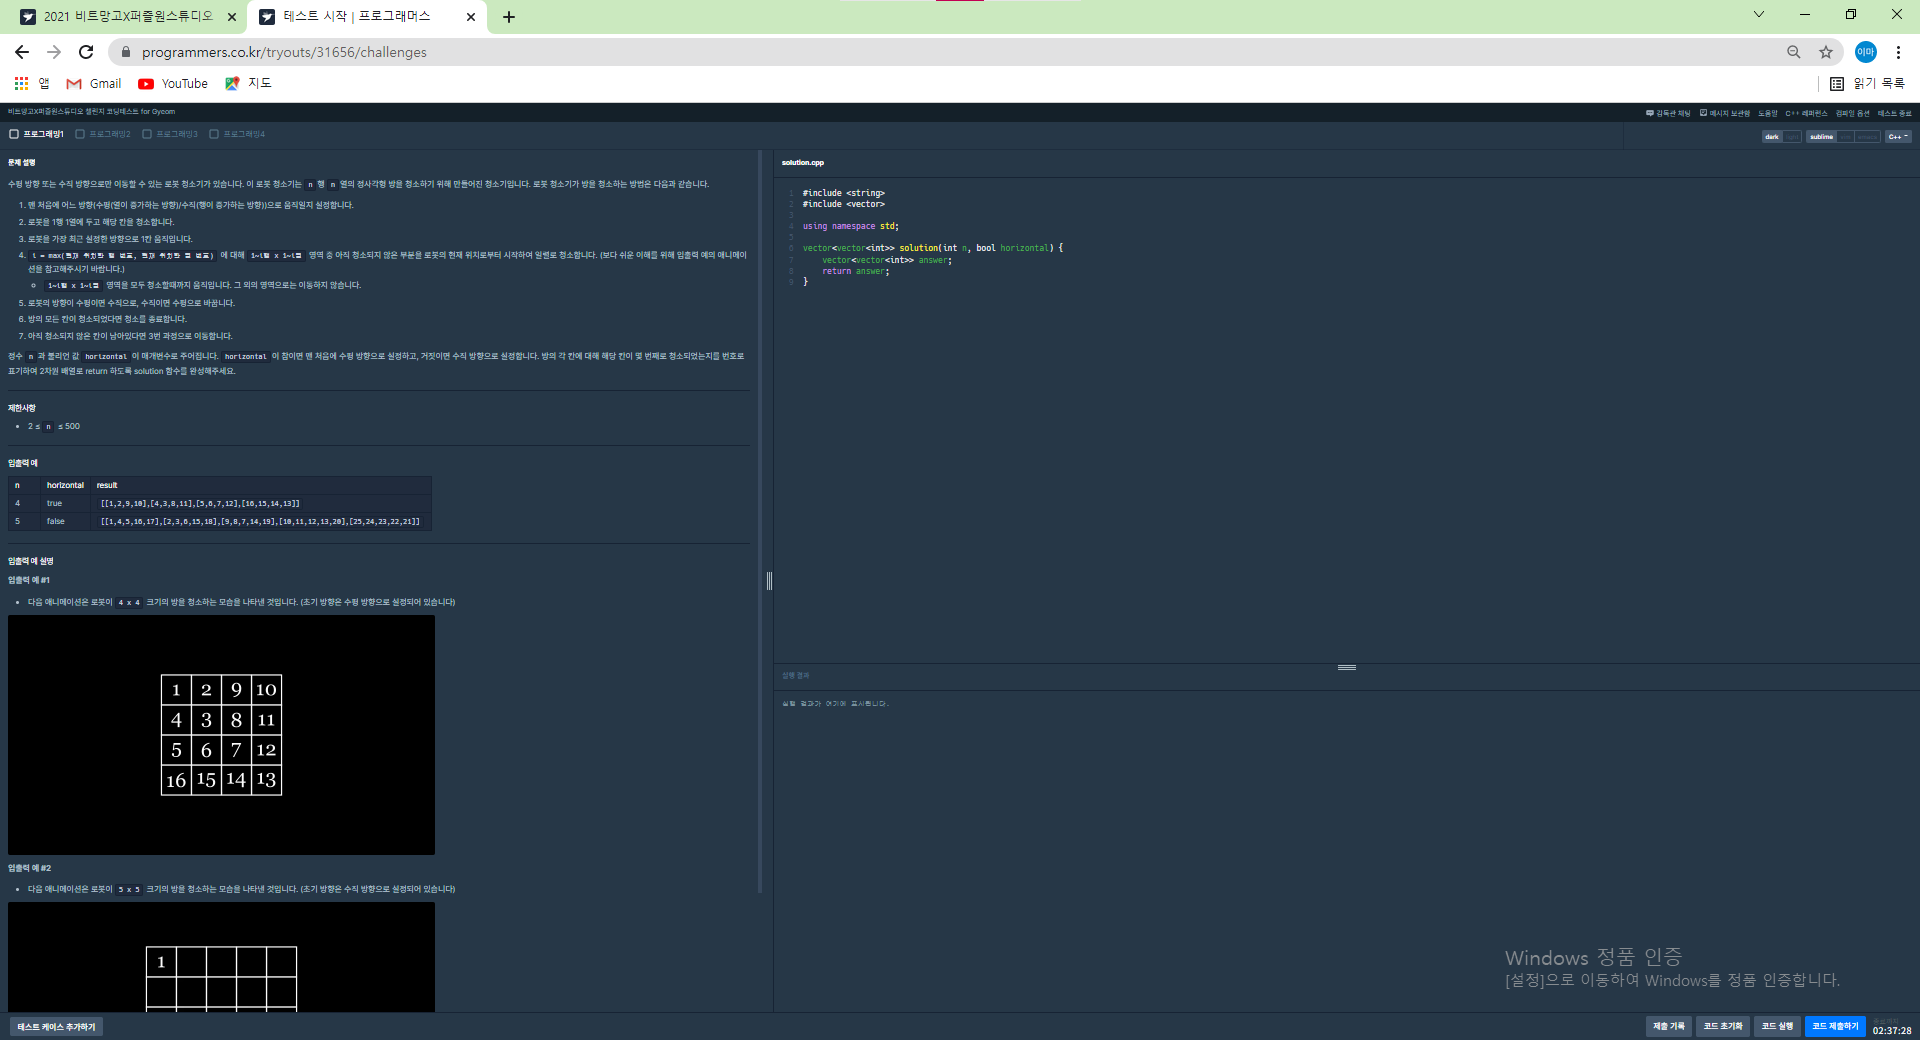 2021 비트망고X퍼즐원스튜디오
테스트 시작 | 프로그래머스
programmers.co.kr/tryouts/31656/challenges
이마
앱
Gmail
YouTube
지도
읽기 목록
비트망고X퍼즐원스튜디오 챌린지 코딩테스트 for Gyeom
감독관 채팅
메시지 보관함
도움말
C++ 레퍼런스
컴파일 옵션
테스트 종료
프로그래밍1
프로그래밍2
프로그래밍3
프로그래밍4
dark
sublime
C++
문제 설명
수평 방향 또는 수직 방향으로만 이동할 수 있는 로봇 청소기가 있습니다. 이 로봇 청소기는 n 행 n 열의 정사각형 방을 청소하기 위해 만들어진 청소기입니다. 로봇 청소기가 방을 청소하는 방법은 다음과 같습니다.
1. 맨 처음에 어느 방향(수평(열이 증가하는 방향)/수직(행이 증가하는 방향))으로 움직일지 설정합니다.
2. 로봇을 1행 1열에 두고 해당 칸을 청소합니다.
3. 로봇을 가장 최근 설정한 방향으로 1칸 움직입니다.
4. i = max(현재 위치한 행 번호, 현재 위치한 열 번호) 에 대해 1~i행 x 1~i열 영역 중 아직 청소되지 않은 부분을 로봇의 현재 위치로부터 시작하여 일렬로 청소합니다. (보다 쉬운 이해를 위해 입출력 예의 애니메이
션을 참고해주시기 바랍니다.)
1~i행 x 1~i열 영역을 모두 청소할때까지 움직입니다. 그 외의 영역으로는 이동하지 않습니다.
5. 로봇의 방향이 수평이면 수직으로, 수직이면 수평으로 바꿉니다.
6. 방의 모든 칸이 청소되었다면 청소를 종료합니다.
7. 아직 청소되지 않은 칸이 남아있다면 3번 과정으로 이동합니다.
정수 n 과 불리언 값 horizontal 이 매개변수로 주어집니다. horizontal 이 참이면 맨 처음에 수평 방향으로 설정하고, 거짓이면 수직 방향으로 설정합니다. 방의 각 칸에 대해 해당 칸이 몇 번째로 청소되었는지를 번호로
표기하여 2차원 배열로 return 하도록 solution 함수를 완성해주세요.
제한사항
2 ≤ n ≤ 500
입출력 예
n horizontal result
4 true [[1,2,9,10],[4,3,8,11],[5,6,7,12],[16,15,14,13]]
5 false [[1,4,5,16,17],[2,3,6,15,18],[9,8,7,14,19],[10,11,12,13,20],[25,24,23,22,21]]
입출력 예 설명
입출력 예 #1
다음 애니메이션은 로봇이 4 x 4 크기의 방을 청소하는 모습을 나타낸 것입니다. (초기 방향은 수평 방향으로 설정되어 있습니다)
1 2 9 10
4 3 8 11
5 6 7 12
16 15 14 13
입출력 예 #2
다음 애니메이션은 로봇이 5 x 5 크기의 방을 청소하는 모습을 나타낸 것입니다. (초기 방향은 수직 방향으로 설정되어 있습니다)
1
테스트 케이스 추가하기
solution.cpp
1 #include <string>
2 #include <vector>
3
4 using namespace std;
5
6 vector<vector<int>> solution(int n, bool horizontal) {
7 vector<vector<int>> answer;
8 return answer;
9 }
실행 결과
실행 결과가 여기에 표시됩니다.
Windows 정품 인증
[설정]으로 이동하여 Windows를 정품 인증합니다.
제출 기록
코드 초기화
코드 실행
코드 제출하기
02:37:28